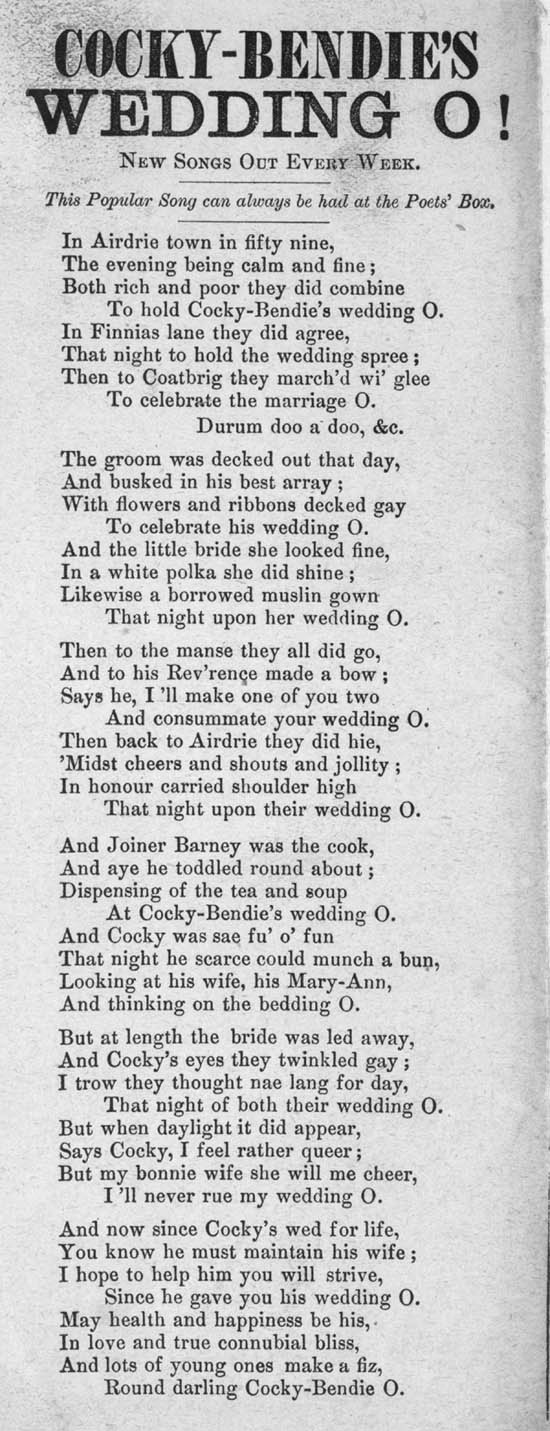 COCKY-BENDIE'S
WEDDING O!
NEW SONGS OUT EVERY WEEK.
This Popular Song can always be had at the Poets' Box.
In Airdrie town in fifty nine,
The evening being calm and fine;
Both rich and poor they did combine
To hold Cocky-Bendie's wedding O.
In Finnias lane they did agree,
That night to hold the wedding spree;
Then to Coatbrig they march'd wi' glee
To celebrate the marriage O.
Durum doo a doo, &c.
The groom was decked out that day,
And busked in his best array;
With flowers and ribbons decked gay
To celebrate his wedding O.
And the little bride she looked fine,
In a white polka she did shine;
Likewise a borrowed muslin gown
That night upon her wedding O.
Then to the manse they all did go,
And to his Rev'rence made a bow;
Says he, I'll make one of you two
And consummate your wedding O.
Then back to Airdrie they did hie,
'Midst cheers and shouts and jollity;
In honour carried shoulder high
That night upon their wedding O.
And Joiner Barney was the cook,
And aye he toddled round about;
Dispensing of the tea and soup
At Cocky-Bendie's wedding O.
And Cocky was sae fu' o' fun
That night he scarce could munch a bun,
Looking at his wife, his Mary-Ann,
And thinking on the bedding O.
But at length the bride was led away,
And Cocky's eyes they twinkled gay;
I trow they thought nae lang for day,
That night of both their wedding O.
But when daylight it did appear,
Says Cocky, I feel rather queer;
But my bonnie wife she will me cheer,
I'll never rue my wedding O.
And now since Cocky's wed for life,
You know he must maintain his wife;
I hope to help him you will strive,
Since he gave you his wedding O.
May health and happiness be his,
In love and true connubial bliss,
And lots of young ones make a fiz,
Round darling Cocky-Bendie O.